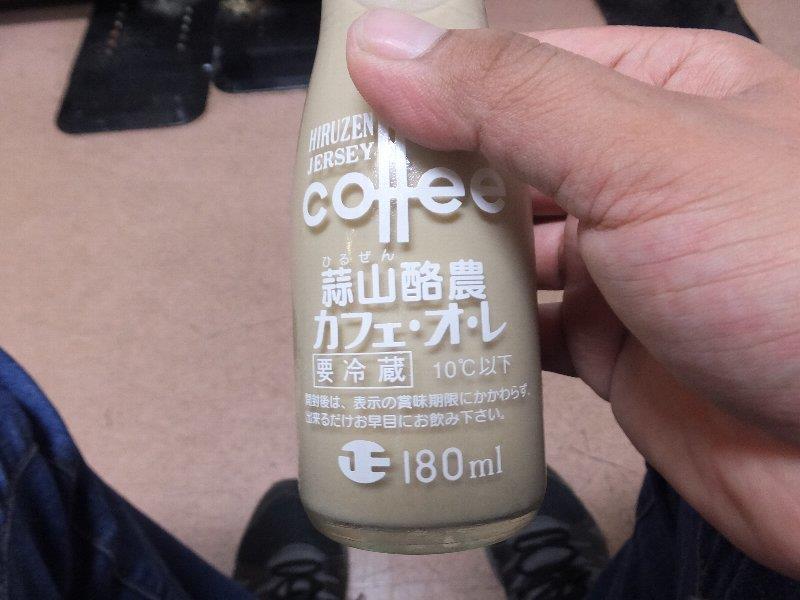 HIRUZEN
JERSEY
coffee
ひるぜん
蒜山酪農
カフェ・オ・レ
要冷蔵 10℃以下
開封後は、表示の賞味期限にかかわらず、
出来るだけお早目にお飲み下さい。
正 180ml